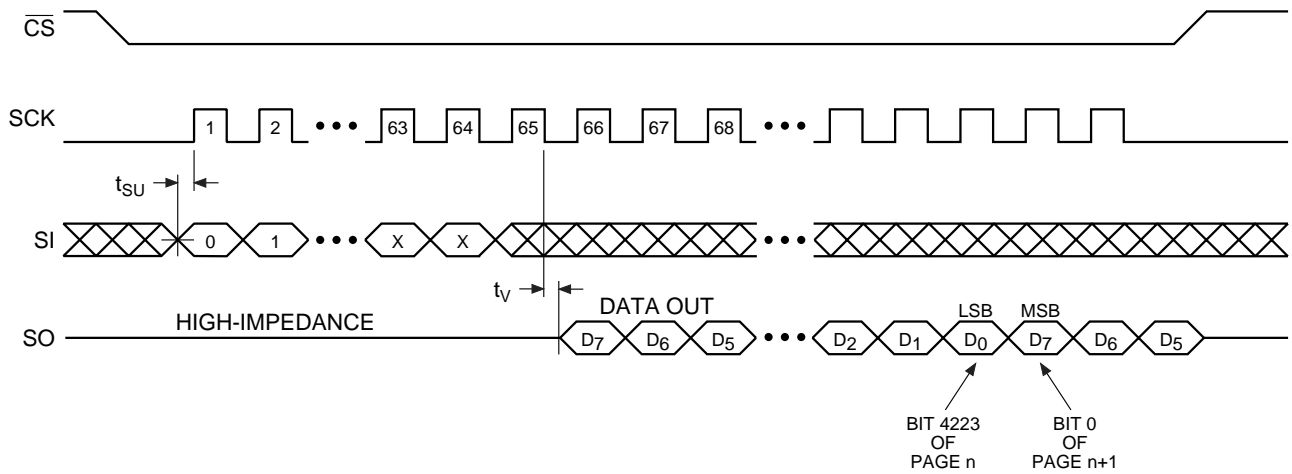 CS
SCK 1 2 ••• 63 64 65 66 67 68 •••
tSU
SI 0 1 ••• X X •••
tV
DATA OUT
HIGH-IMPEDANCE
LSB MSB
SO D7 D6 D5 ••• D2 D1 D0 D7 D6 D5
BIT 4223
OF
PAGE n
BIT 0
OF
PAGE n+1